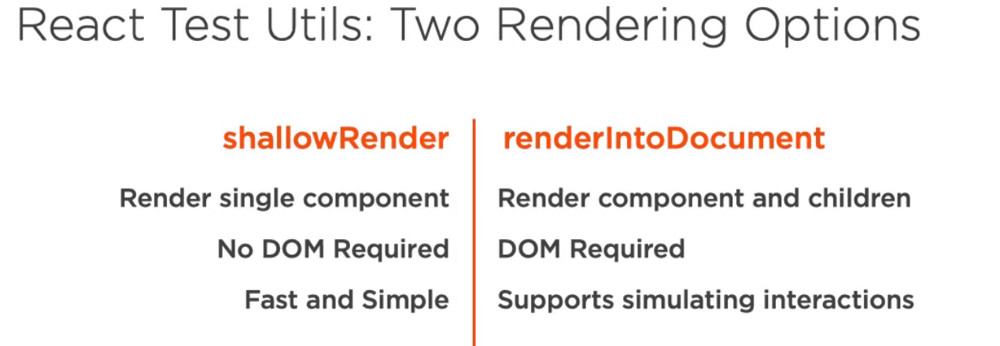 React Test Utils: Two Rendering Options
shallowRender
Render single component
No DOM Required
Fast and Simple
renderIntoDocument
Render component and children
DOM Required
Supports simulating interactions